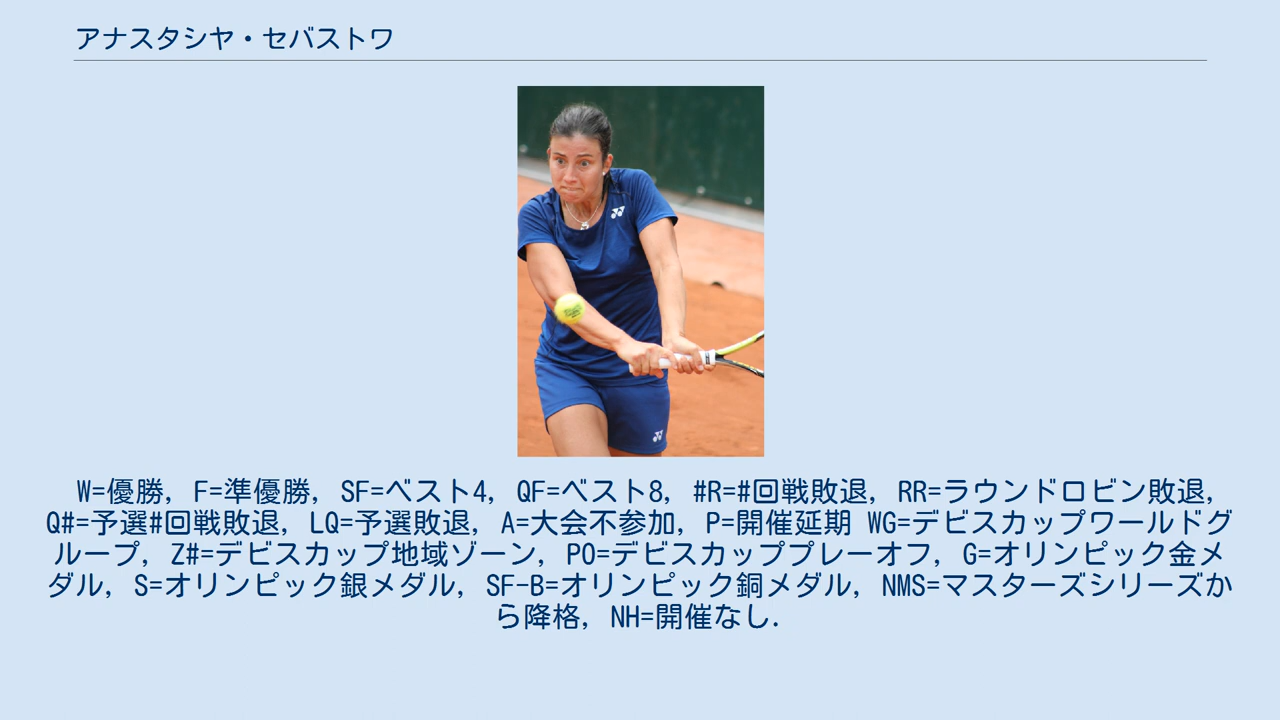 アナスタシヤ・セバストワ
W=優勝, F=準優勝, SF=ベスト4, QF=ベスト8, #R=#回戦敗退, RR=ラウンドロビン敗退,
Q#=予選#回戦敗退, LQ=予選敗退, A=大会不参加, P=開催延期 WG=デビスカップワールドグ
ループ, Z#=デビスカップ地域ゾーン, PO=デビスカッププレーオフ, G=オリンピック金メ
ダル, S=オリンピック銀メダル, SF-B=オリンピック銅メダル, NMS=マスターズシリーズか
ら降格, NH=開催なし.